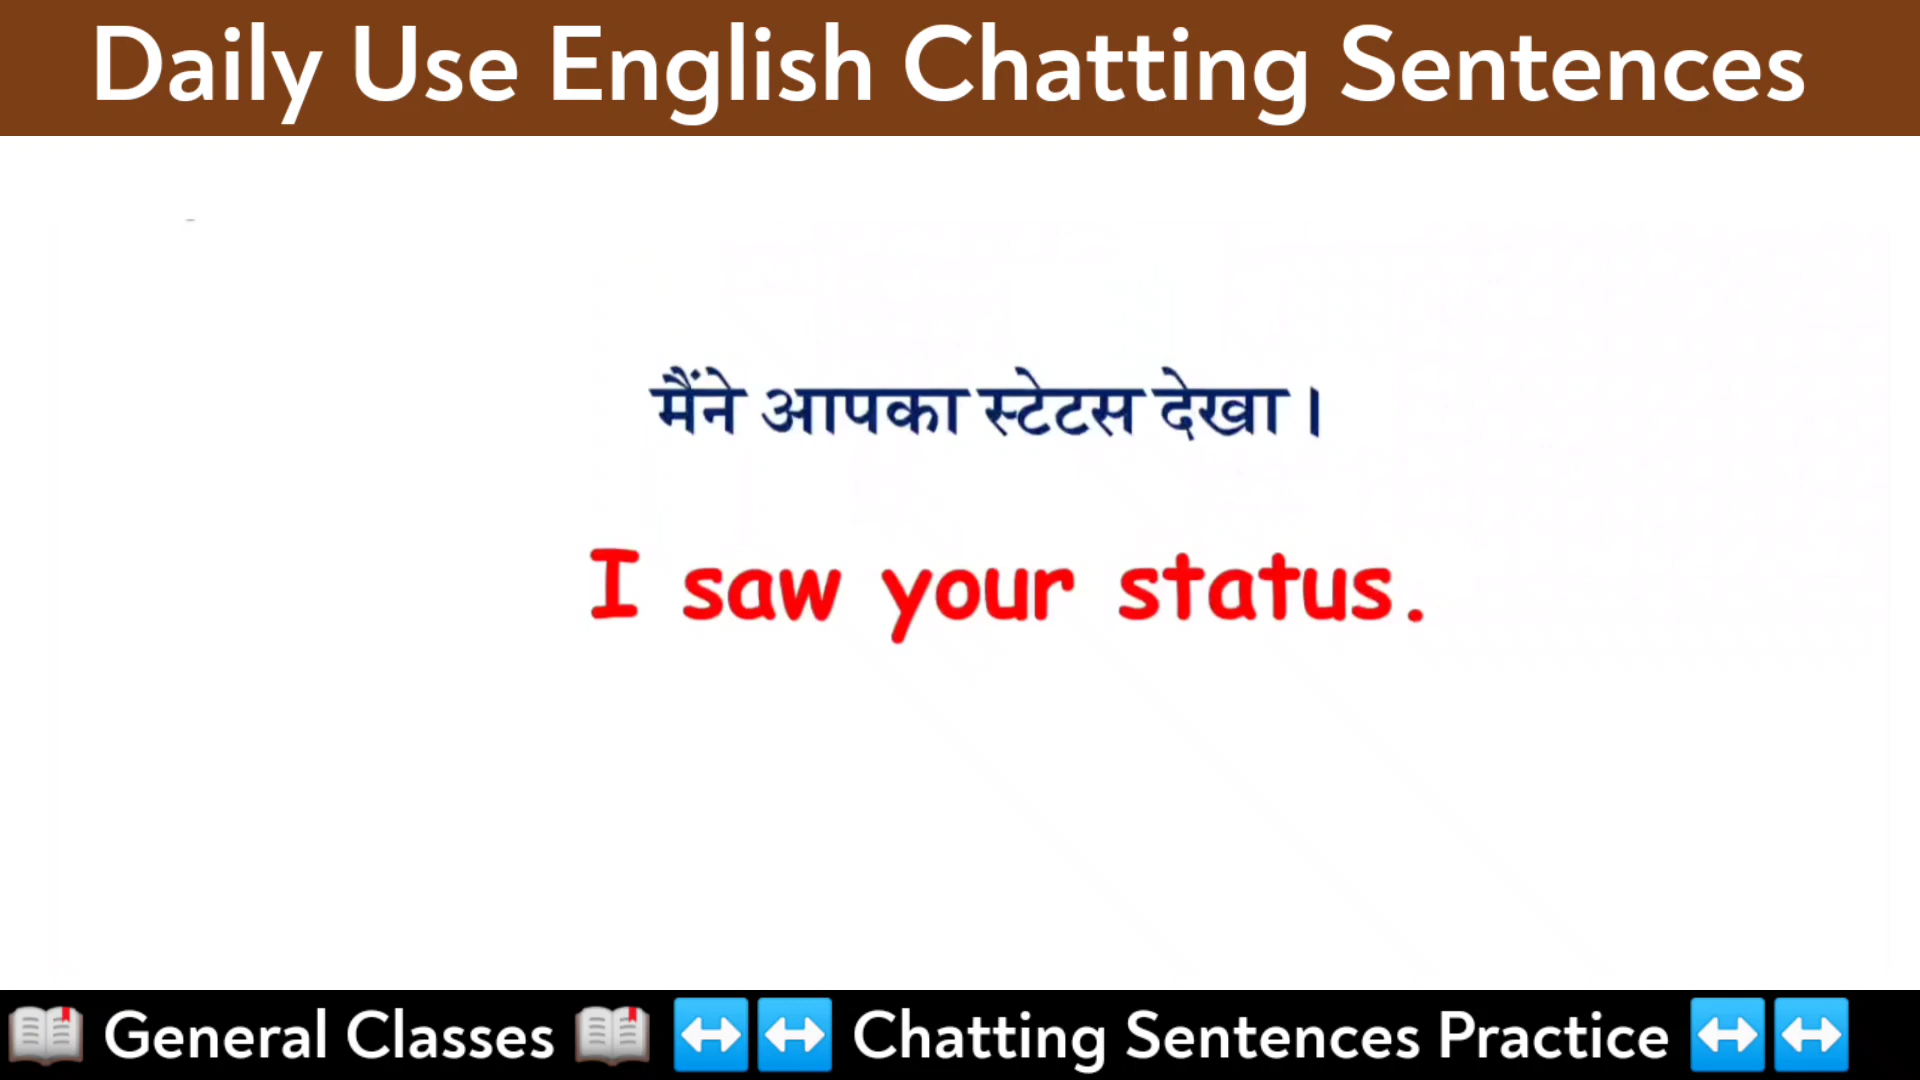 Daily Use English Chatting Sentences
मैंने आपका स्टेटस देखा।
I saw your status.
📖 General Classes 📖 ↔️↔️ Chatting Sentences Practice ↔️↔️